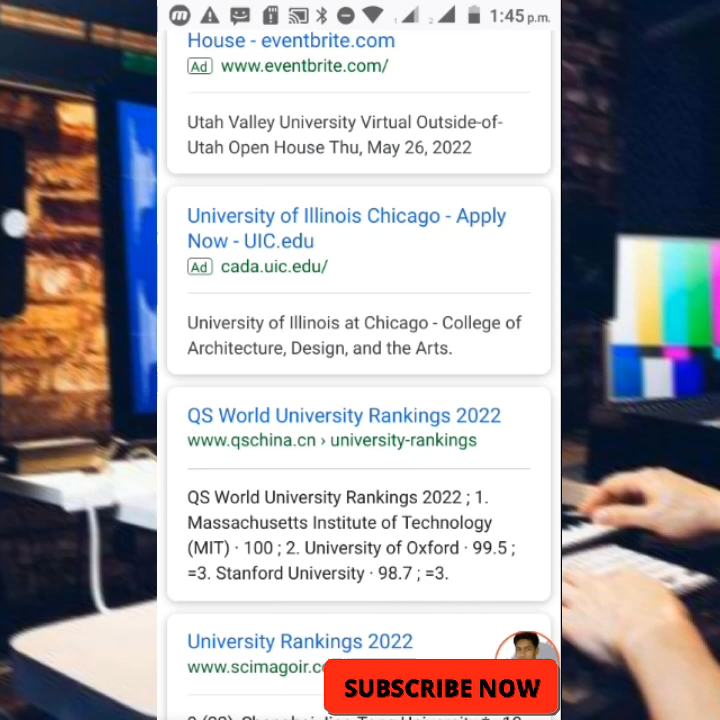 1:45 p.m.
House - eventbrite.com
Ad www.eventbrite.com/
Utah Valley University Virtual Outside-of-
Utah Open House Thu, May 26, 2022
University of Illinois Chicago - Apply
Now - UIC.edu
Ad cada.uic.edu/
University of Illinois at Chicago - College of
Architecture, Design, and the Arts.
QS World University Rankings 2022
www.qschina.cn › university-rankings
QS World University Rankings 2022 ; 1.
Massachusetts Institute of Technology
(MIT) · 100 ; 2. University of Oxford · 99.5 ;
=3. Stanford University · 98.7 ; =3.
University Rankings 2022
www.scimagoir.c
SUBSCRIBE NOW